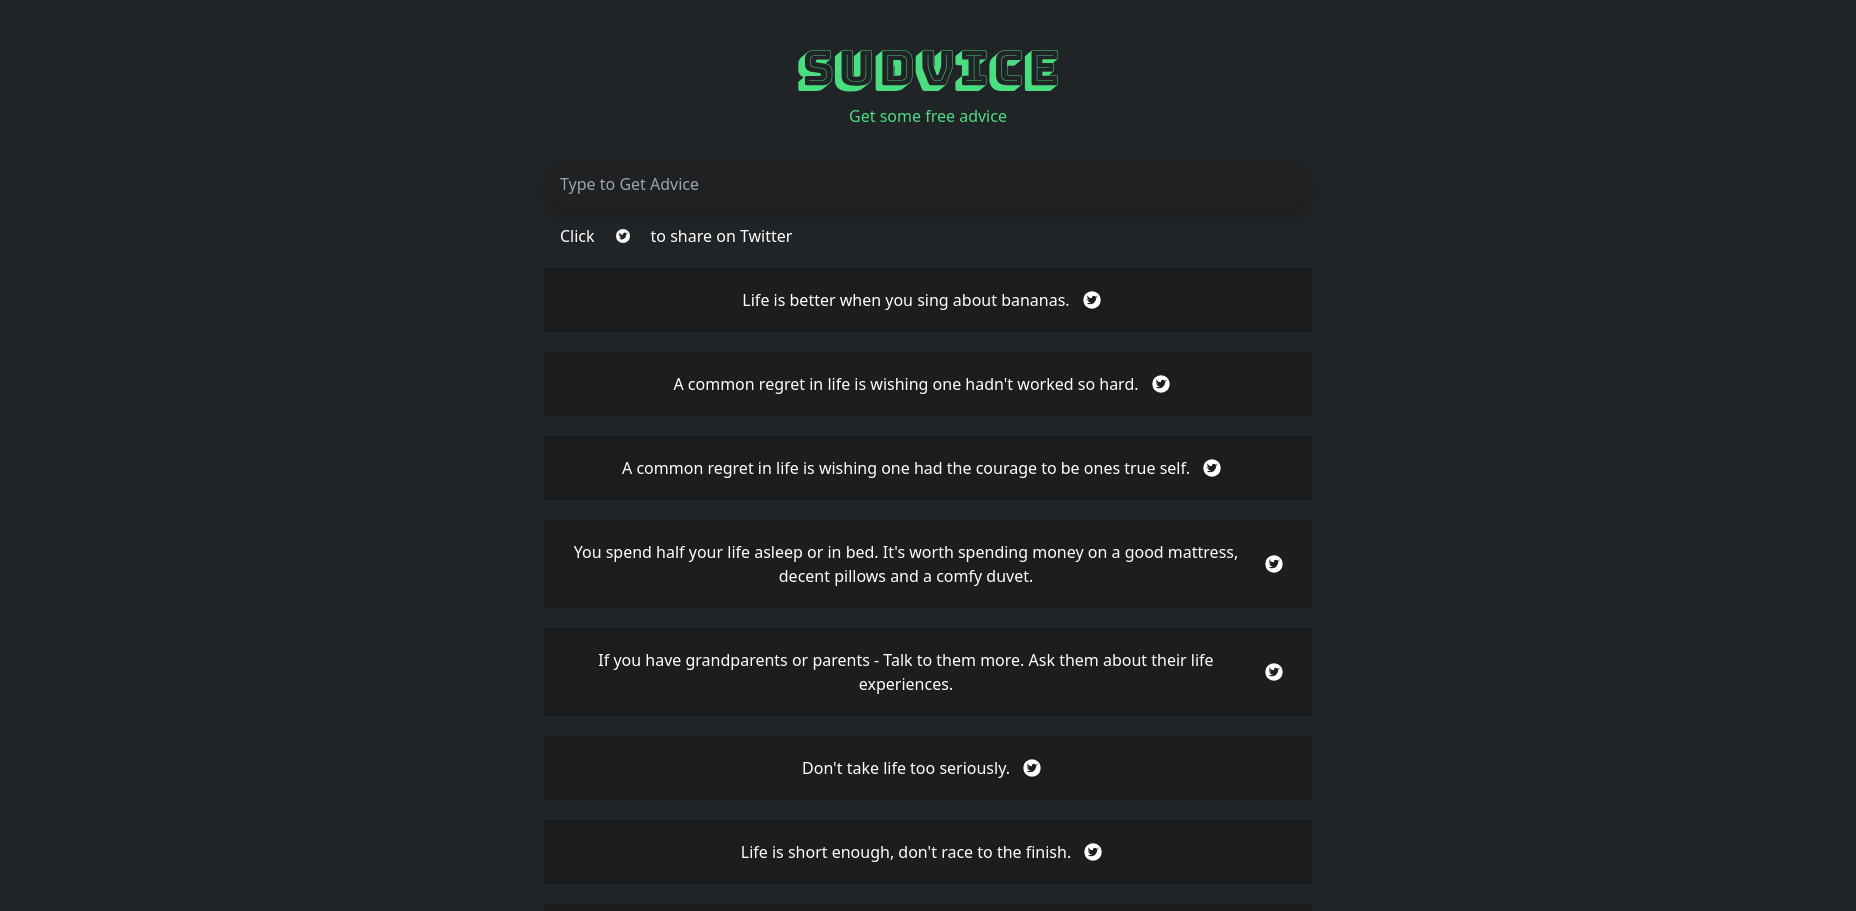 SUDVICE
Get some free advice
Type to Get Advice
Click to share on Twitter
Life is better when you sing about bananas.
A common regret in life is wishing one hadn't worked so hard.
A common regret in life is wishing one had the courage to be ones true self.
You spend half your life asleep or in bed. It's worth spending money on a good mattress,
decent pillows and a comfy duvet.
If you have grandparents or parents - Talk to them more. Ask them about their life
experiences.
Don't take life too seriously.
Life is short enough, don't race to the finish.